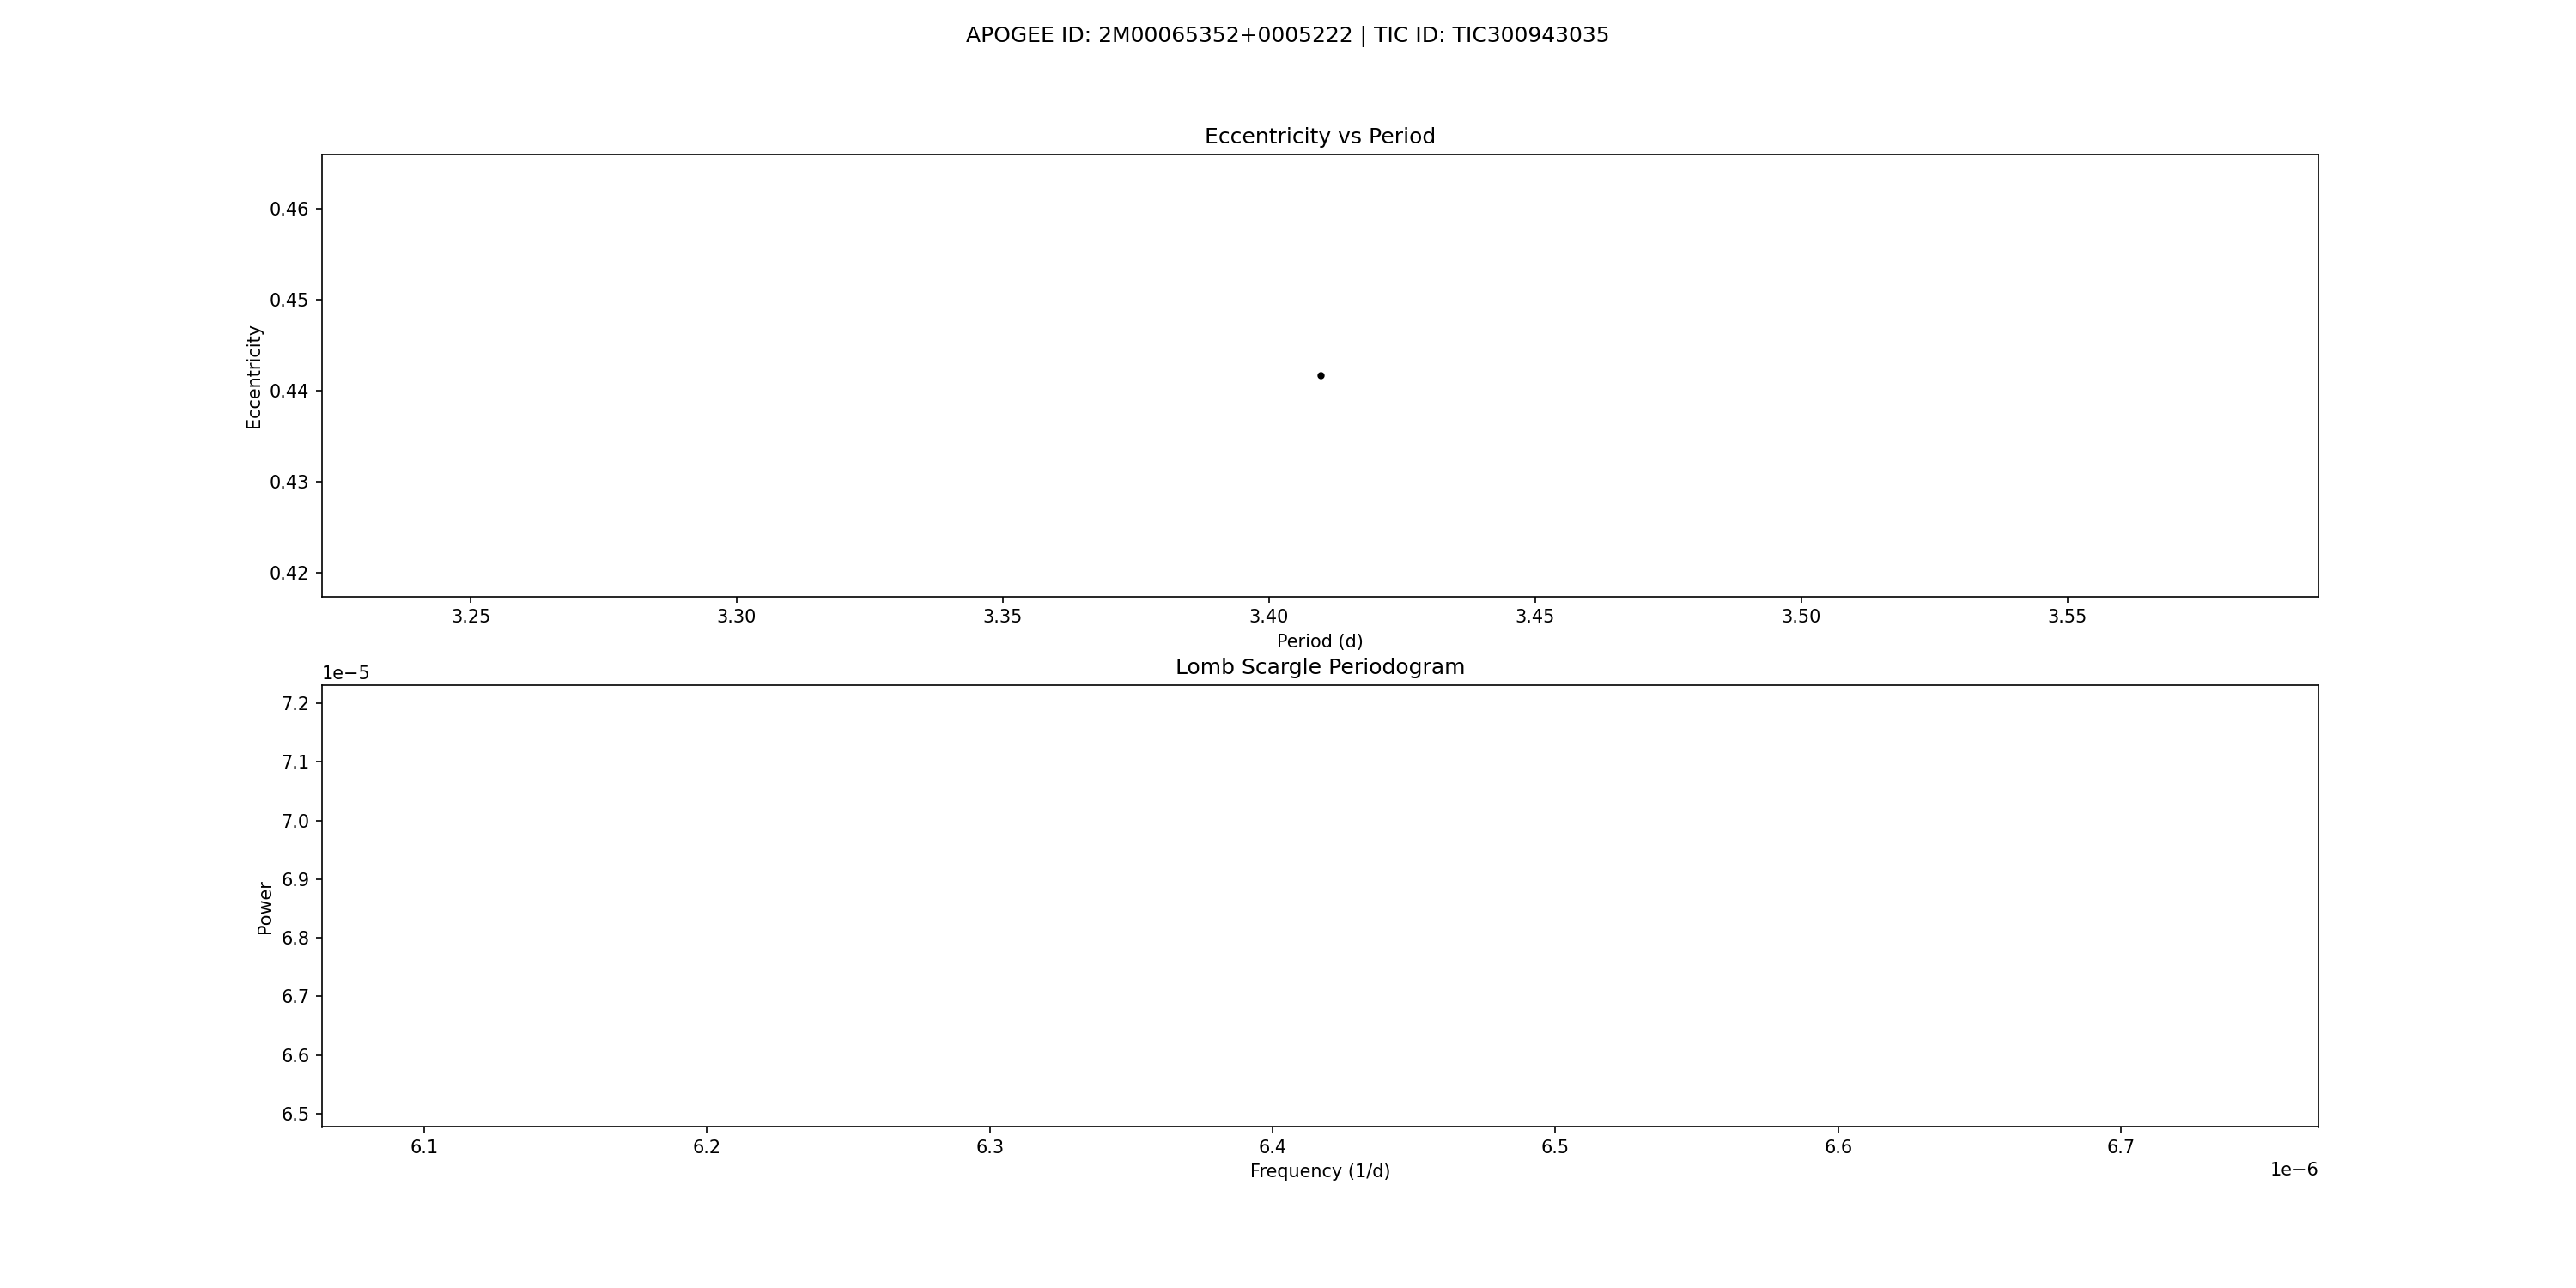 APOGEE ID: 2M00065352+0005222 | TIC ID: TIC300943035
Eccentricity vs Period
Eccentricity
0.46
0.45
0.44
0.43
0.42
3.25 3.30 3.35 3.40 3.45 3.50 3.55
Period (d)
Lomb Scargle Periodogram
1e−5
Power
7.2
7.1
7.0
6.9
6.8
6.7
6.6
6.5
6.1 6.2 6.3 6.4 6.5 6.6 6.7
Frequency (1/d)
1e−6